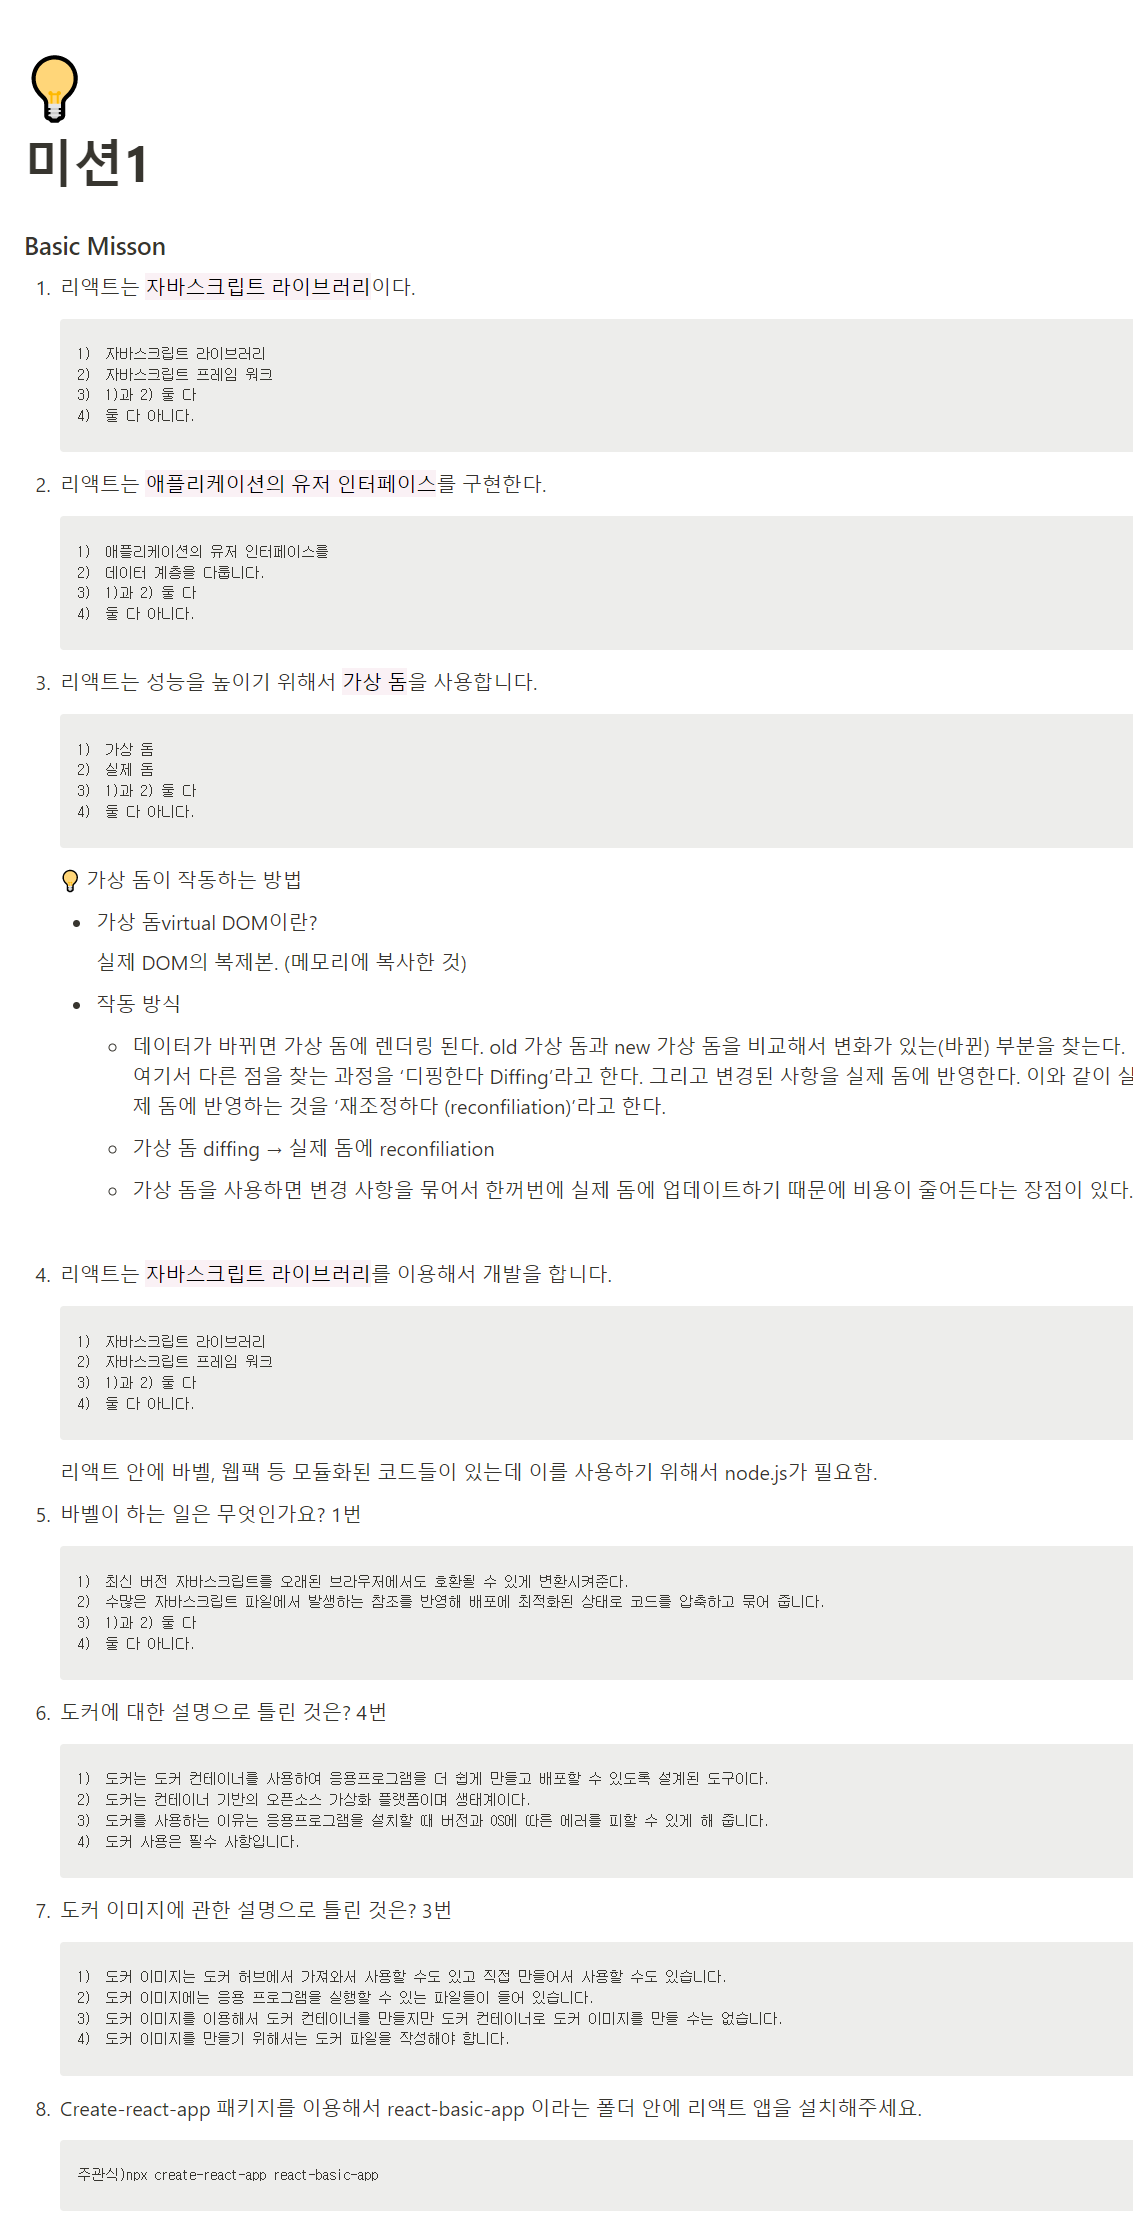 미션1
Basic Misson
1. 리액트는 자바스크립트 라이브러리이다.
1) 자바스크립트 라이브러리
2) 자바스크립트 프레임 워크
3) 1)과 2) 둘 다
4) 둘 다 아니다.
2. 리액트는 애플리케이션의 유저 인터페이스를 구현한다.
1) 애플리케이션의 유저 인터페이스를
2) 데이터 계층을 다룹니다.
3) 1)과 2) 둘 다
4) 둘 다 아니다.
3. 리액트는 성능을 높이기 위해서 가상 돔을 사용합니다.
1) 가상 돔
2) 실제 돔
3) 1)과 2) 둘 다
4) 둘 다 아니다.
가상 돔이 작동하는 방법
• 가상 돔virtual DOM이란?
실제 DOM의 복제본. (메모리에 복사한 것)
• 작동 방식
◦ 데이터가 바뀌면 가상 돔에 렌더링 된다. old 가상 돔과 new 가상 돔을 비교해서 변화가 있는(바뀐) 부분을 찾는다.
여기서 다른 점을 찾는 과정을 ‘디핑한다 Diffing’라고 한다. 그리고 변경된 사항을 실제 돔에 반영한다. 이와 같이 실
제 돔에 반영하는 것을 ‘재조정하다 (reconfiliation)’라고 한다.
◦ 가상 돔 diffing → 실제 돔에 reconfiliation
◦ 가상 돔을 사용하면 변경 사항을 묶어서 한꺼번에 실제 돔에 업데이트하기 때문에 비용이 줄어든다는 장점이 있다.
4. 리액트는 자바스크립트 라이브러리를 이용해서 개발을 합니다.
1) 자바스크립트 라이브러리
2) 자바스크립트 프레임 워크
3) 1)과 2) 둘 다
4) 둘 다 아니다.
리액트 안에 바벨, 웹팩 등 모듈화된 코드들이 있는데 이를 사용하기 위해서 node.js가 필요함.
5. 바벨이 하는 일은 무엇인가요? 1번
1) 최신 버전 자바스크립트를 오래된 브라우저에서도 호환될 수 있게 변환시켜준다.
2) 수많은 자바스크립트 파일에서 발생하는 참조를 반영해 배포에 최적화된 상태로 코드를 압축하고 묶어 줍니다.
3) 1)과 2) 둘 다
4) 둘 다 아니다.
6. 도커에 대한 설명으로 틀린 것은? 4번
1) 도커는 도커 컨테이너를 사용하여 응용프로그램을 더 쉽게 만들고 배포할 수 있도록 설계된 도구이다.
2) 도커는 컨테이너 기반의 오픈소스 가상화 플랫폼이며 생태계이다.
3) 도커를 사용하는 이유는 응용프로그램을 설치할 때 버전과 OS에 따른 에러를 피할 수 있게 해 줍니다.
4) 도커 사용은 필수 사항입니다.
7. 도커 이미지에 관한 설명으로 틀린 것은? 3번
1) 도커 이미지는 도커 허브에서 가져와서 사용할 수도 있고 직접 만들어서 사용할 수도 있습니다.
2) 도커 이미지에는 응용 프로그램을 실행할 수 있는 파일들이 들어 있습니다.
3) 도커 이미지를 이용해서 도커 컨테이너를 만들지만 도커 컨테이너로 도커 이미지를 만들 수는 없습니다.
4) 도커 이미지를 만들기 위해서는 도커 파일을 작성해야 합니다.
8. Create-react-app 패키지를 이용해서 react-basic-app 이라는 폴더 안에 리액트 앱을 설치해주세요.
주관식)npx create-react-app react-basic-app